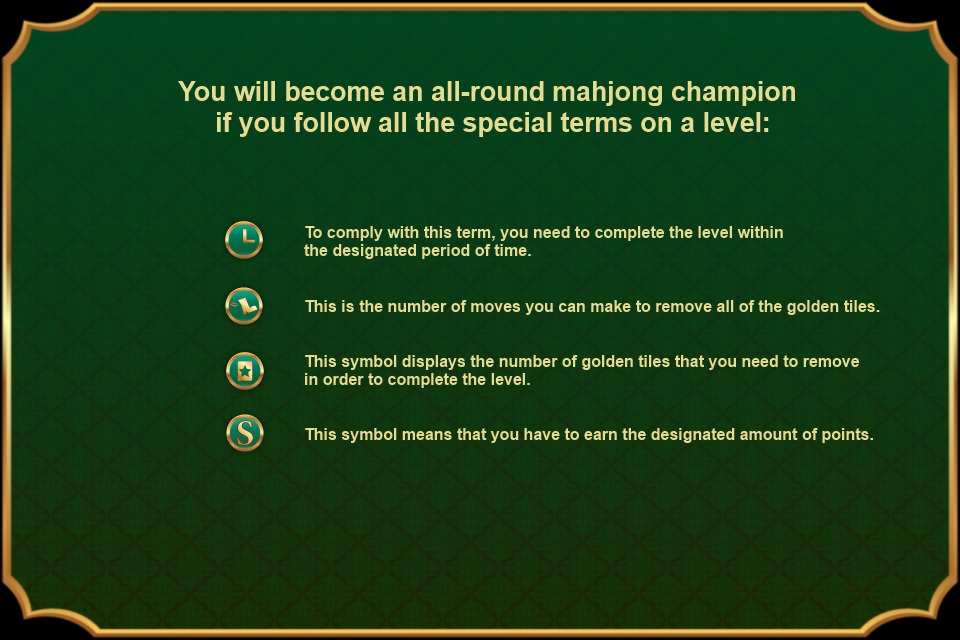 You will become an all-round mahjong champion
if you follow all the special terms on a level:
To comply with this term, you need to complete the level within
the designated period of time.
This is the number of moves you can make to remove all of the golden tiles.
This symbol displays the number of golden tiles that you need to remove
in order to complete the level.
S
This symbol means that you have to earn the designated amount of points.